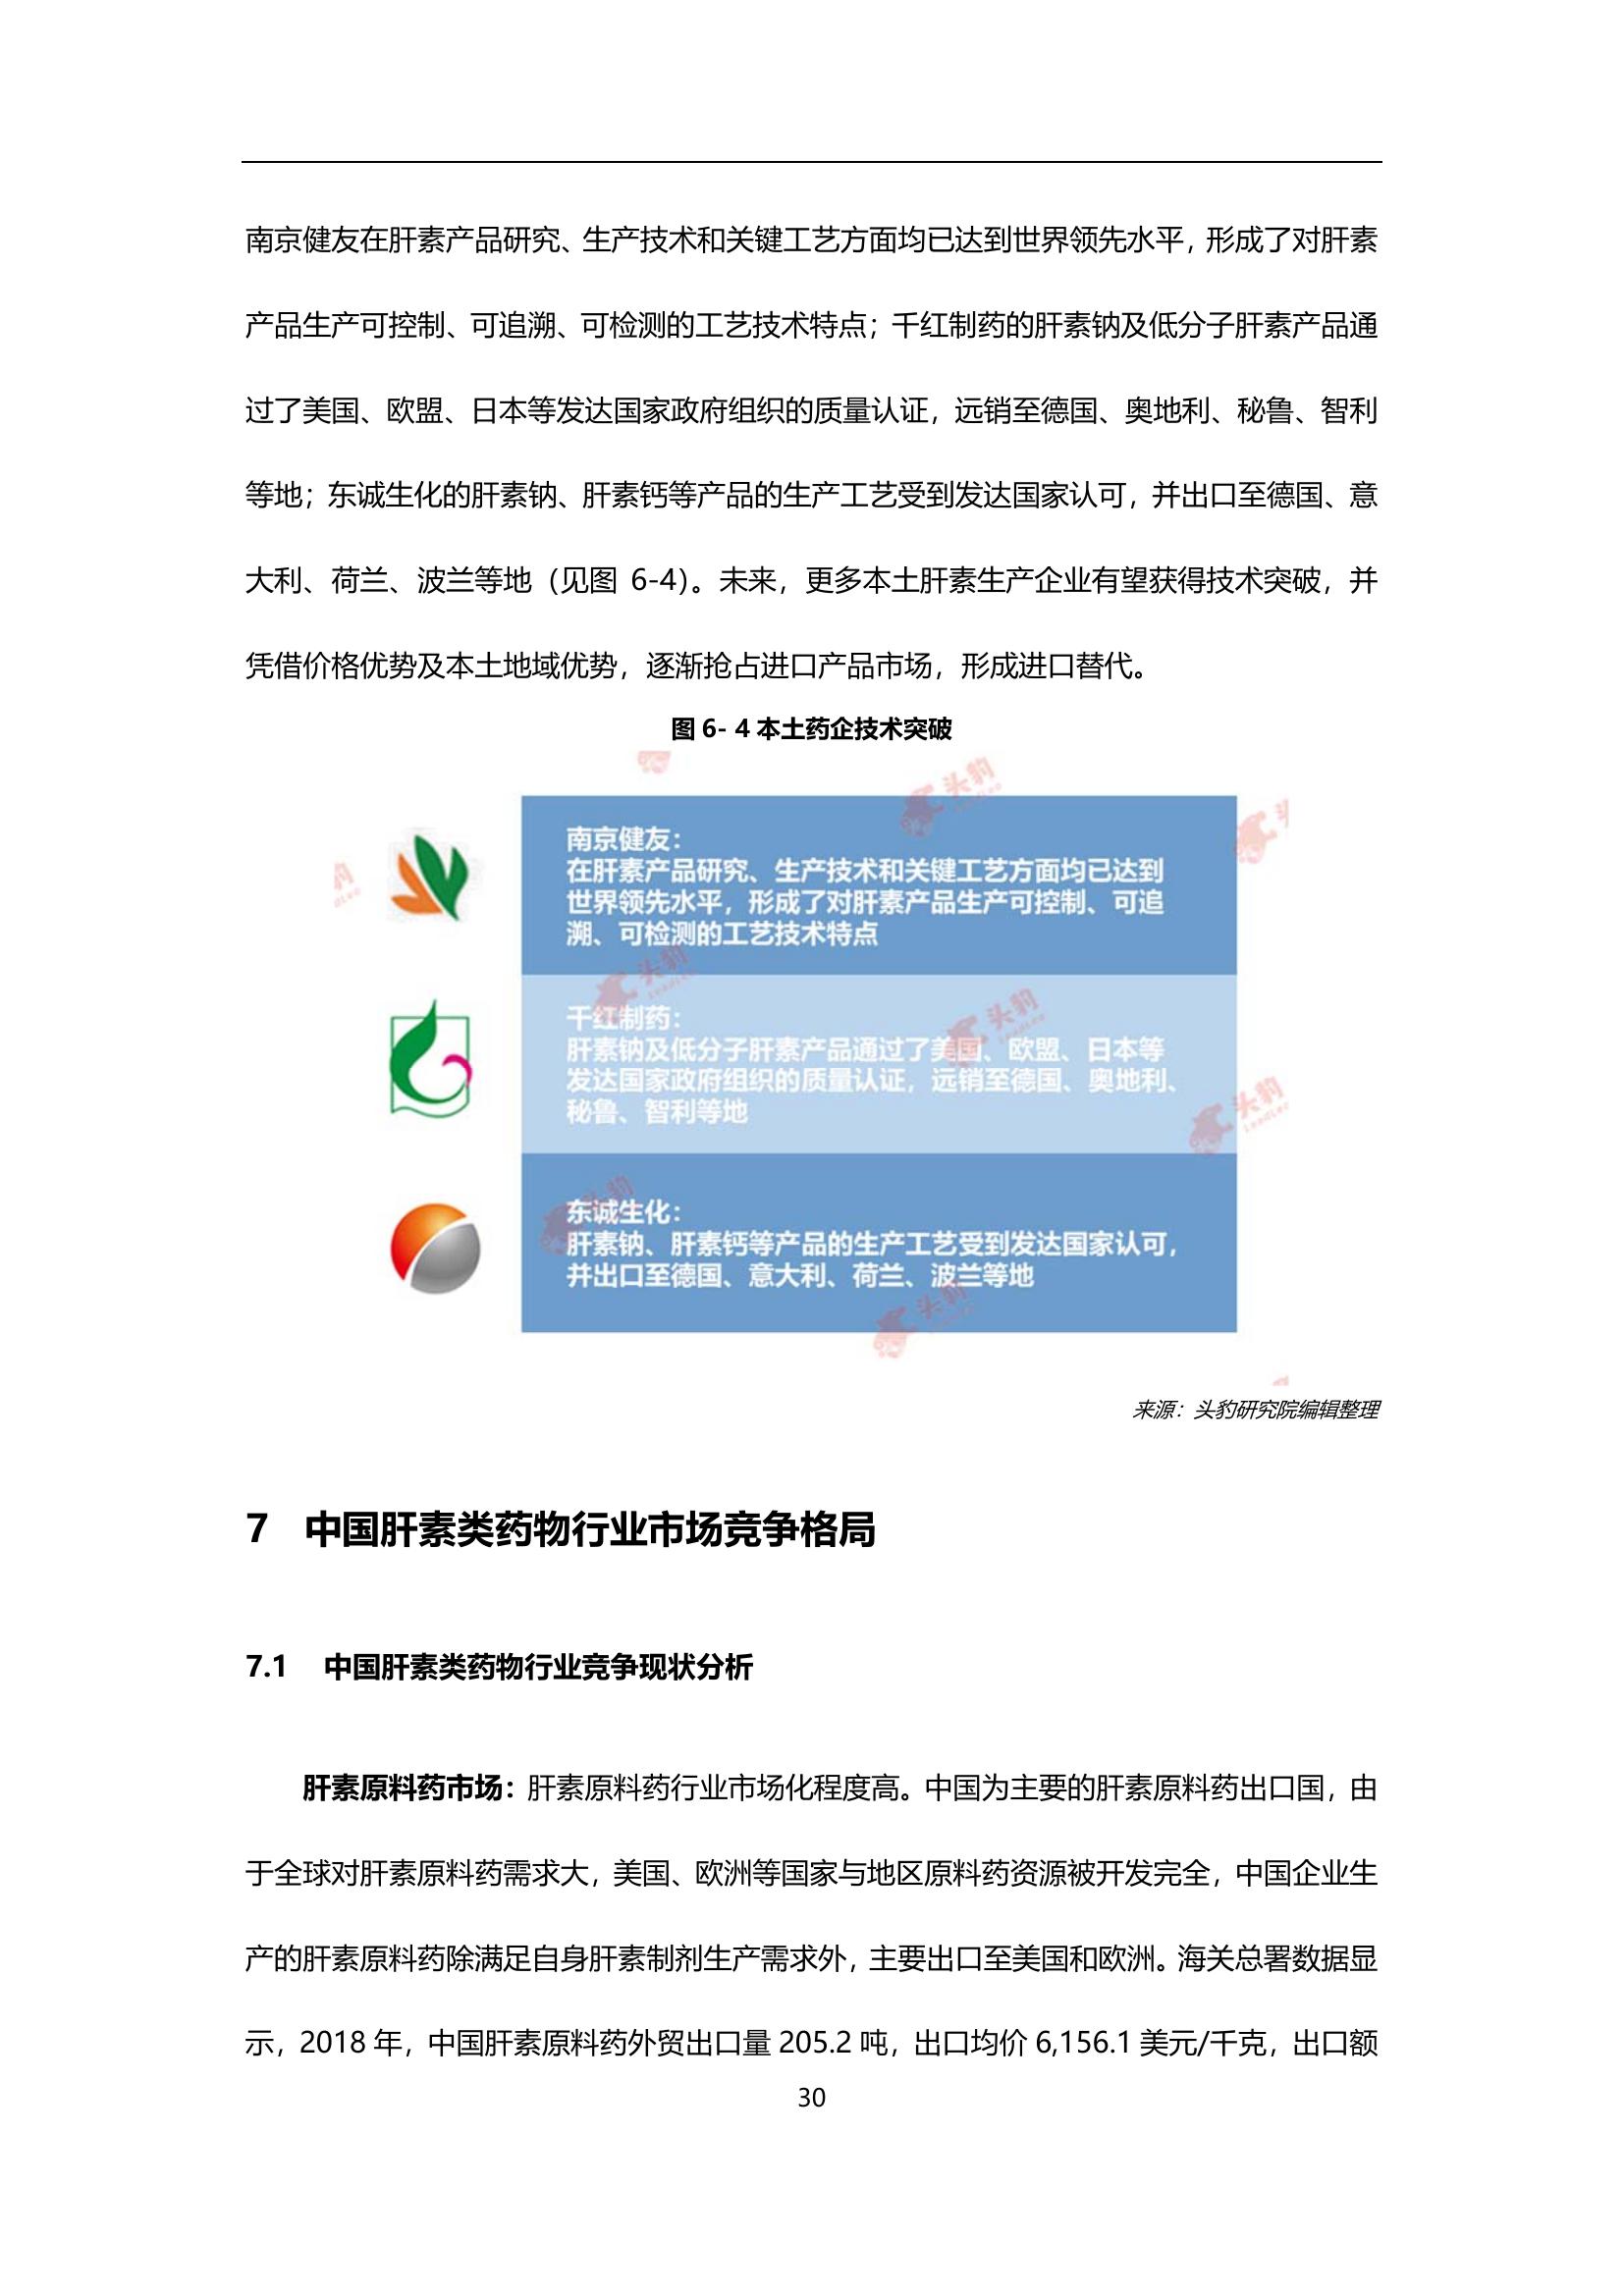 南京健友在肝素产品研究、生产技术和关键工艺方面均已达到世界领先水平，形成了对肝素
产品生产可控制、可追溯、可检测的工艺技术特点；千红制药的肝素钠及低分子肝素产品通
过了美国、欧盟、日本等发达国家政府组织的质量认证，远销至德国、奥地利、秘鲁、智利
等地；东诚生化的肝素钠、肝素钙等产品的生产工艺受到发达国家认可，并出口至德国、意
大利、荷兰、波兰等地（见图 6-4）。未来，更多本土肝素生产企业有望获得技术突破，并
凭借价格优势及本土地域优势，逐渐抢占进口产品市场，形成进口替代。
图 6- 4 本土药企技术突破
南京健友：
在肝素产品研究、生产技术和关键工艺方面均已达到
世界领先水平，形成了对肝素产品生产可控制、可追
溯、可检测的工艺技术特点
千红制药：
肝素钠及低分子肝素产品通过了美国、欧盟、日本等
发达国家政府组织的质量认证，远销至德国、奥地利、
秘鲁、智利等地
东诚生化：
肝素钠、肝素钙等产品的生产工艺受到发达国家认可，
并出口至德国、意大利、荷兰、波兰等地
头豹
头豹
头豹
头豹
头豹
头豹
来源：头豹研究院编辑整理
7 中国肝素类药物行业市场竞争格局
7.1 中国肝素类药物行业竞争现状分析
肝素原料药市场：肝素原料药行业市场化程度高。中国为主要的肝素原料药出口国，由
于全球对肝素原料药需求大，美国、欧洲等国家与地区原料药资源被开发完全，中国企业生
产的肝素原料药除满足自身肝素制剂生产需求外，主要出口至美国和欧洲。海关总署数据显
示，2018 年，中国肝素原料药外贸出口量 205.2 吨，出口均价 6,156.1 美元/千克，出口额
30